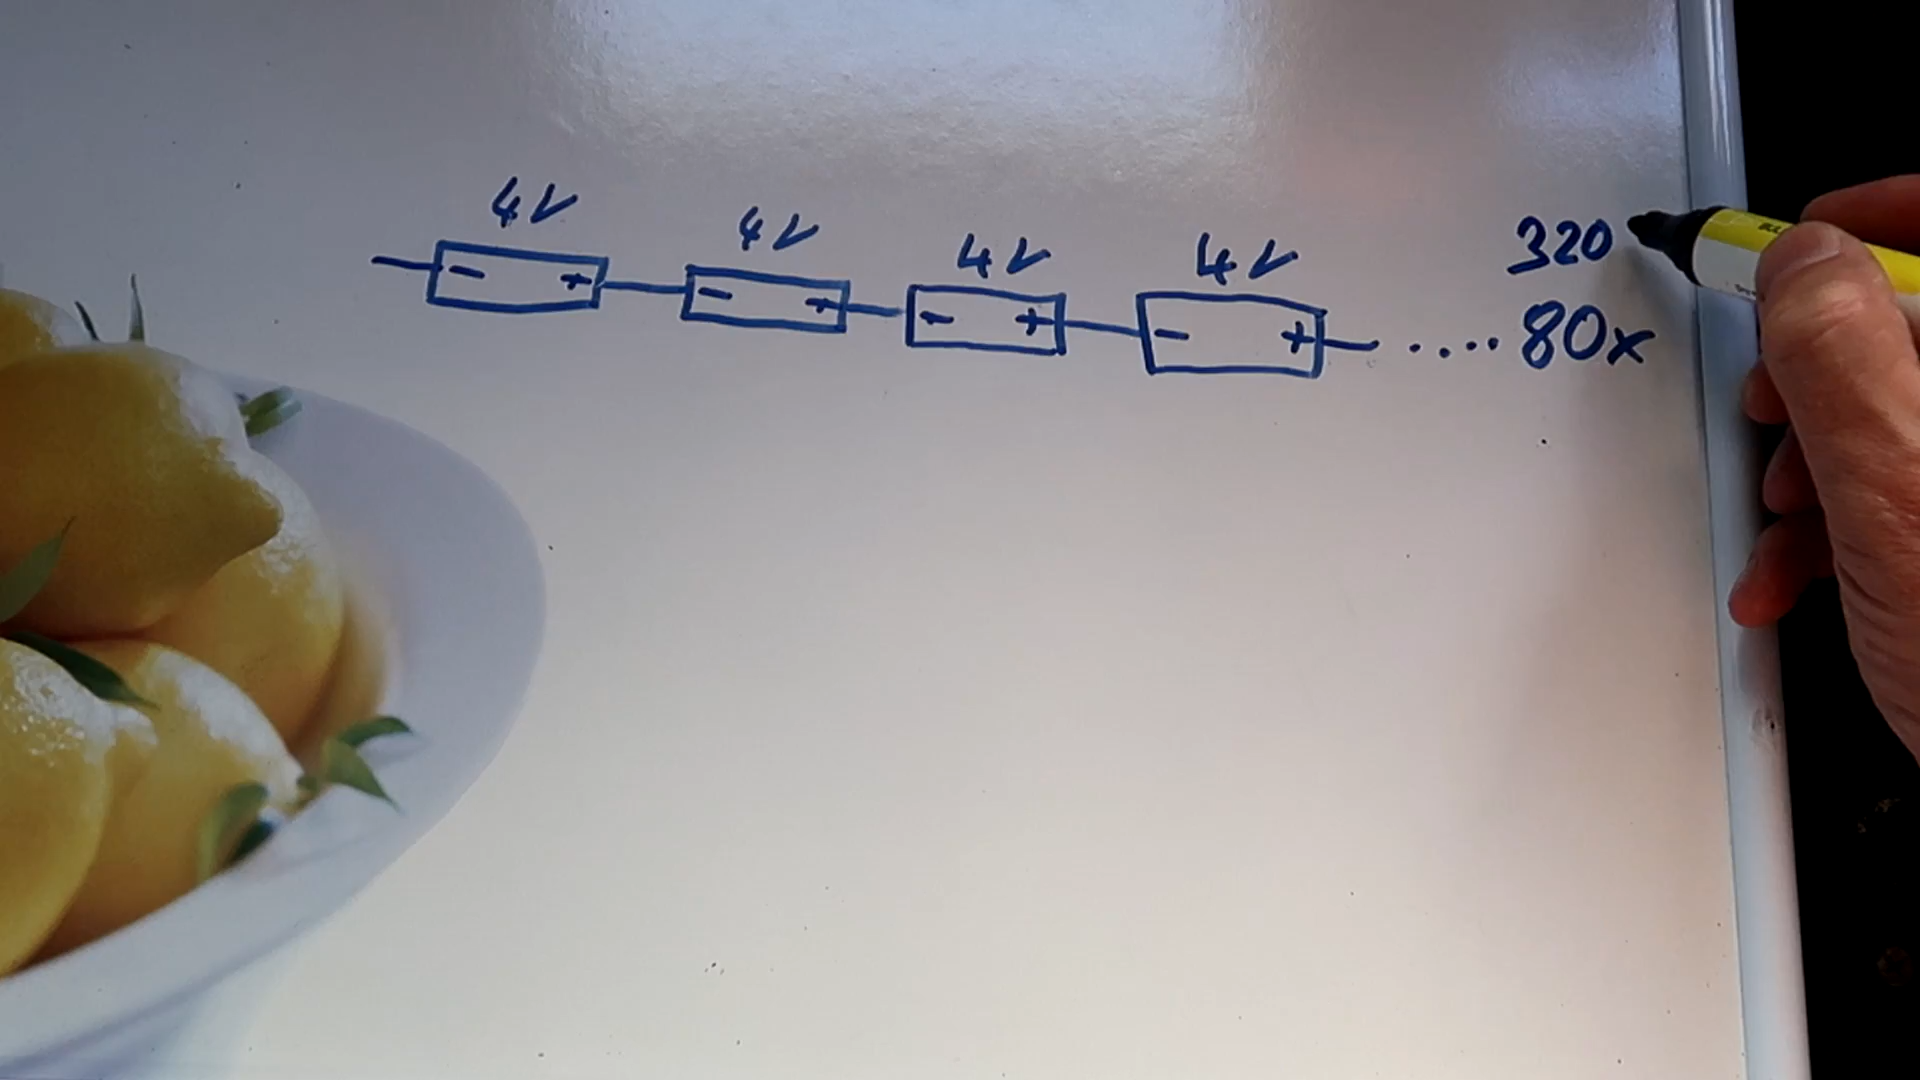 4V 4V 4V 4V 320
- + - + - + - + .... 80x